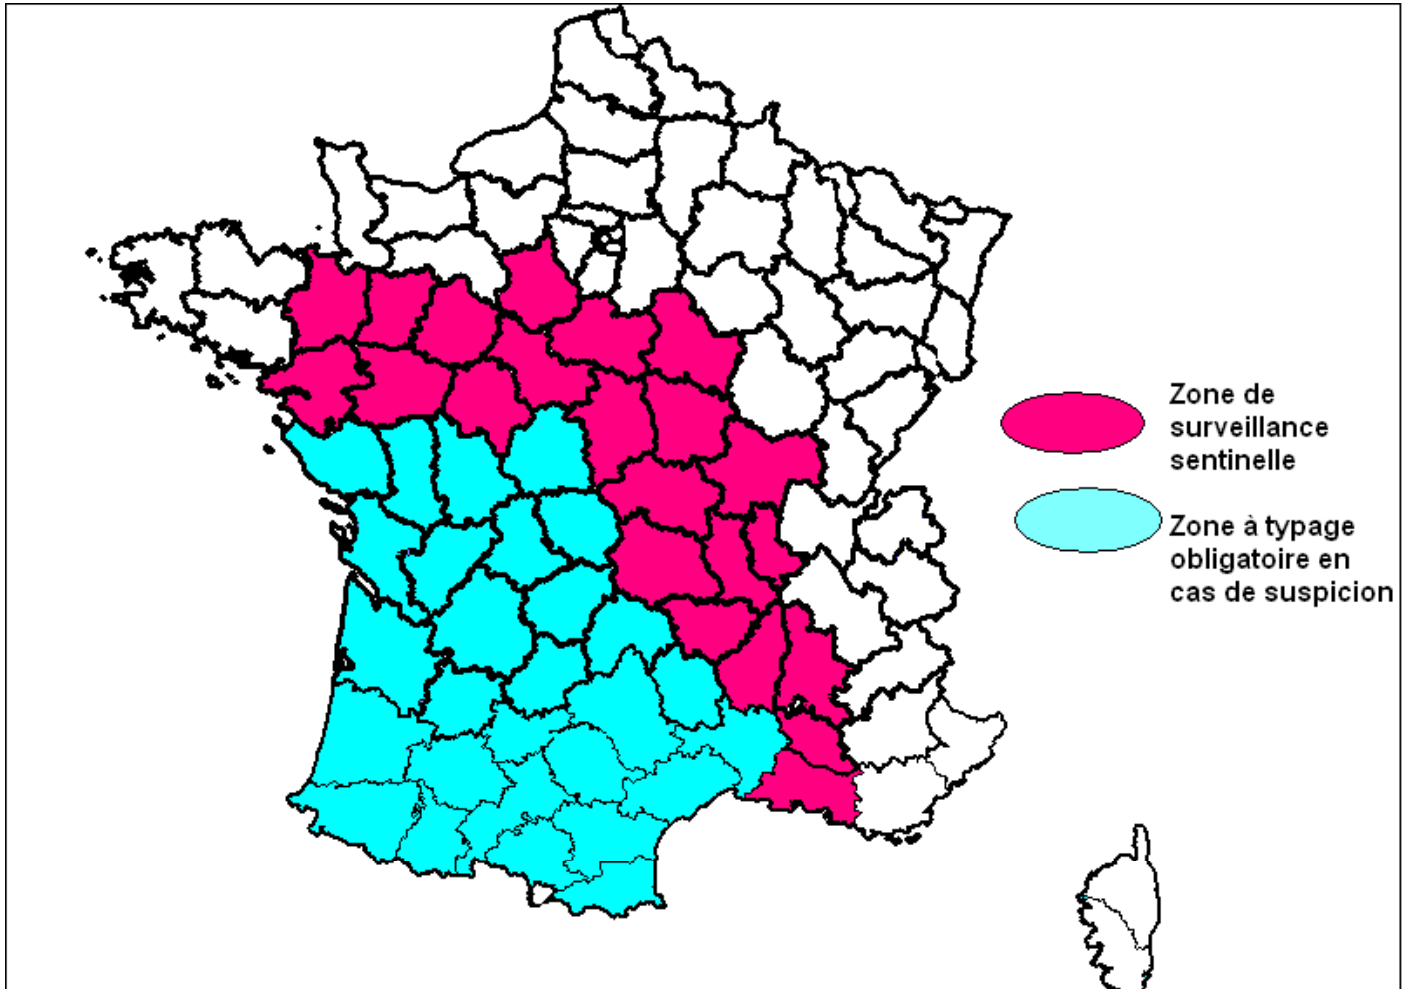 Zone de
surveillance
sentinelle
Zone à typage
obligatoire en
cas de suspicion